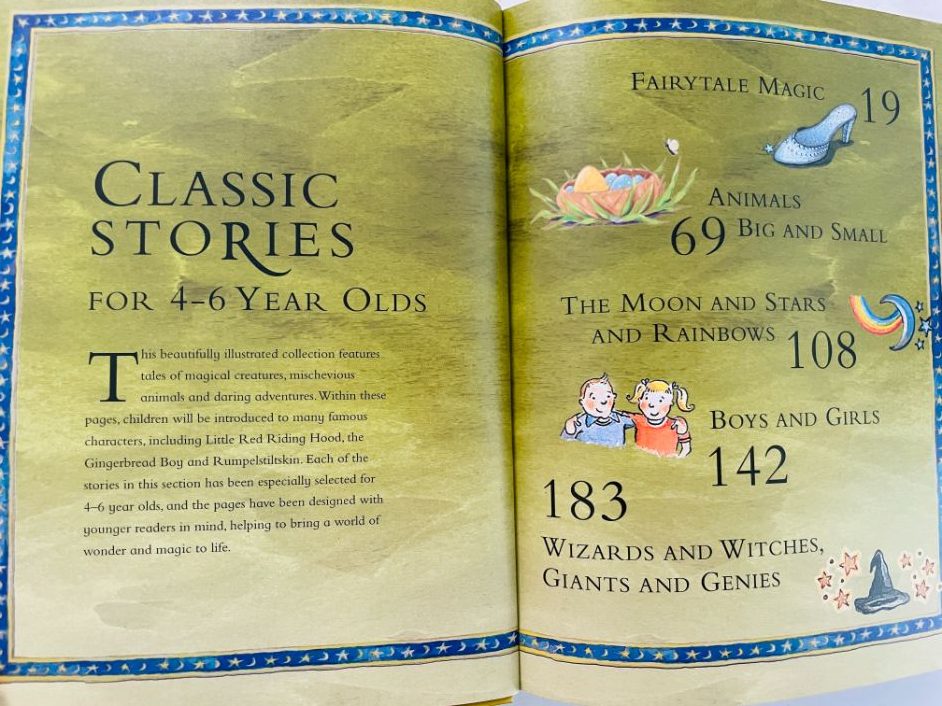 CLASSIC
STORIES
FOR 4–6 YEAR OLDS
This beautifully illustrated collection features
tales of magical creatures, mischevious
animals and daring adventures. Within these
pages, children will be introduced to many famous
characters, including Little Red Riding Hood, the
Gingerbread Boy and Rumpelstiltskin. Each of the
stories in this section has been especially selected for
4–6 year olds, and the pages have been designed with
younger readers in mind, helping to bring a world of
wonder and magic to life.
FAIRYTALE MAGIC 19
ANIMALS
69 BIG AND SMALL
THE MOON AND STARS
AND RAINBOWS 108
BOYS AND GIRLS
142
183
WIZARDS AND WITCHES,
GIANTS AND GENIES